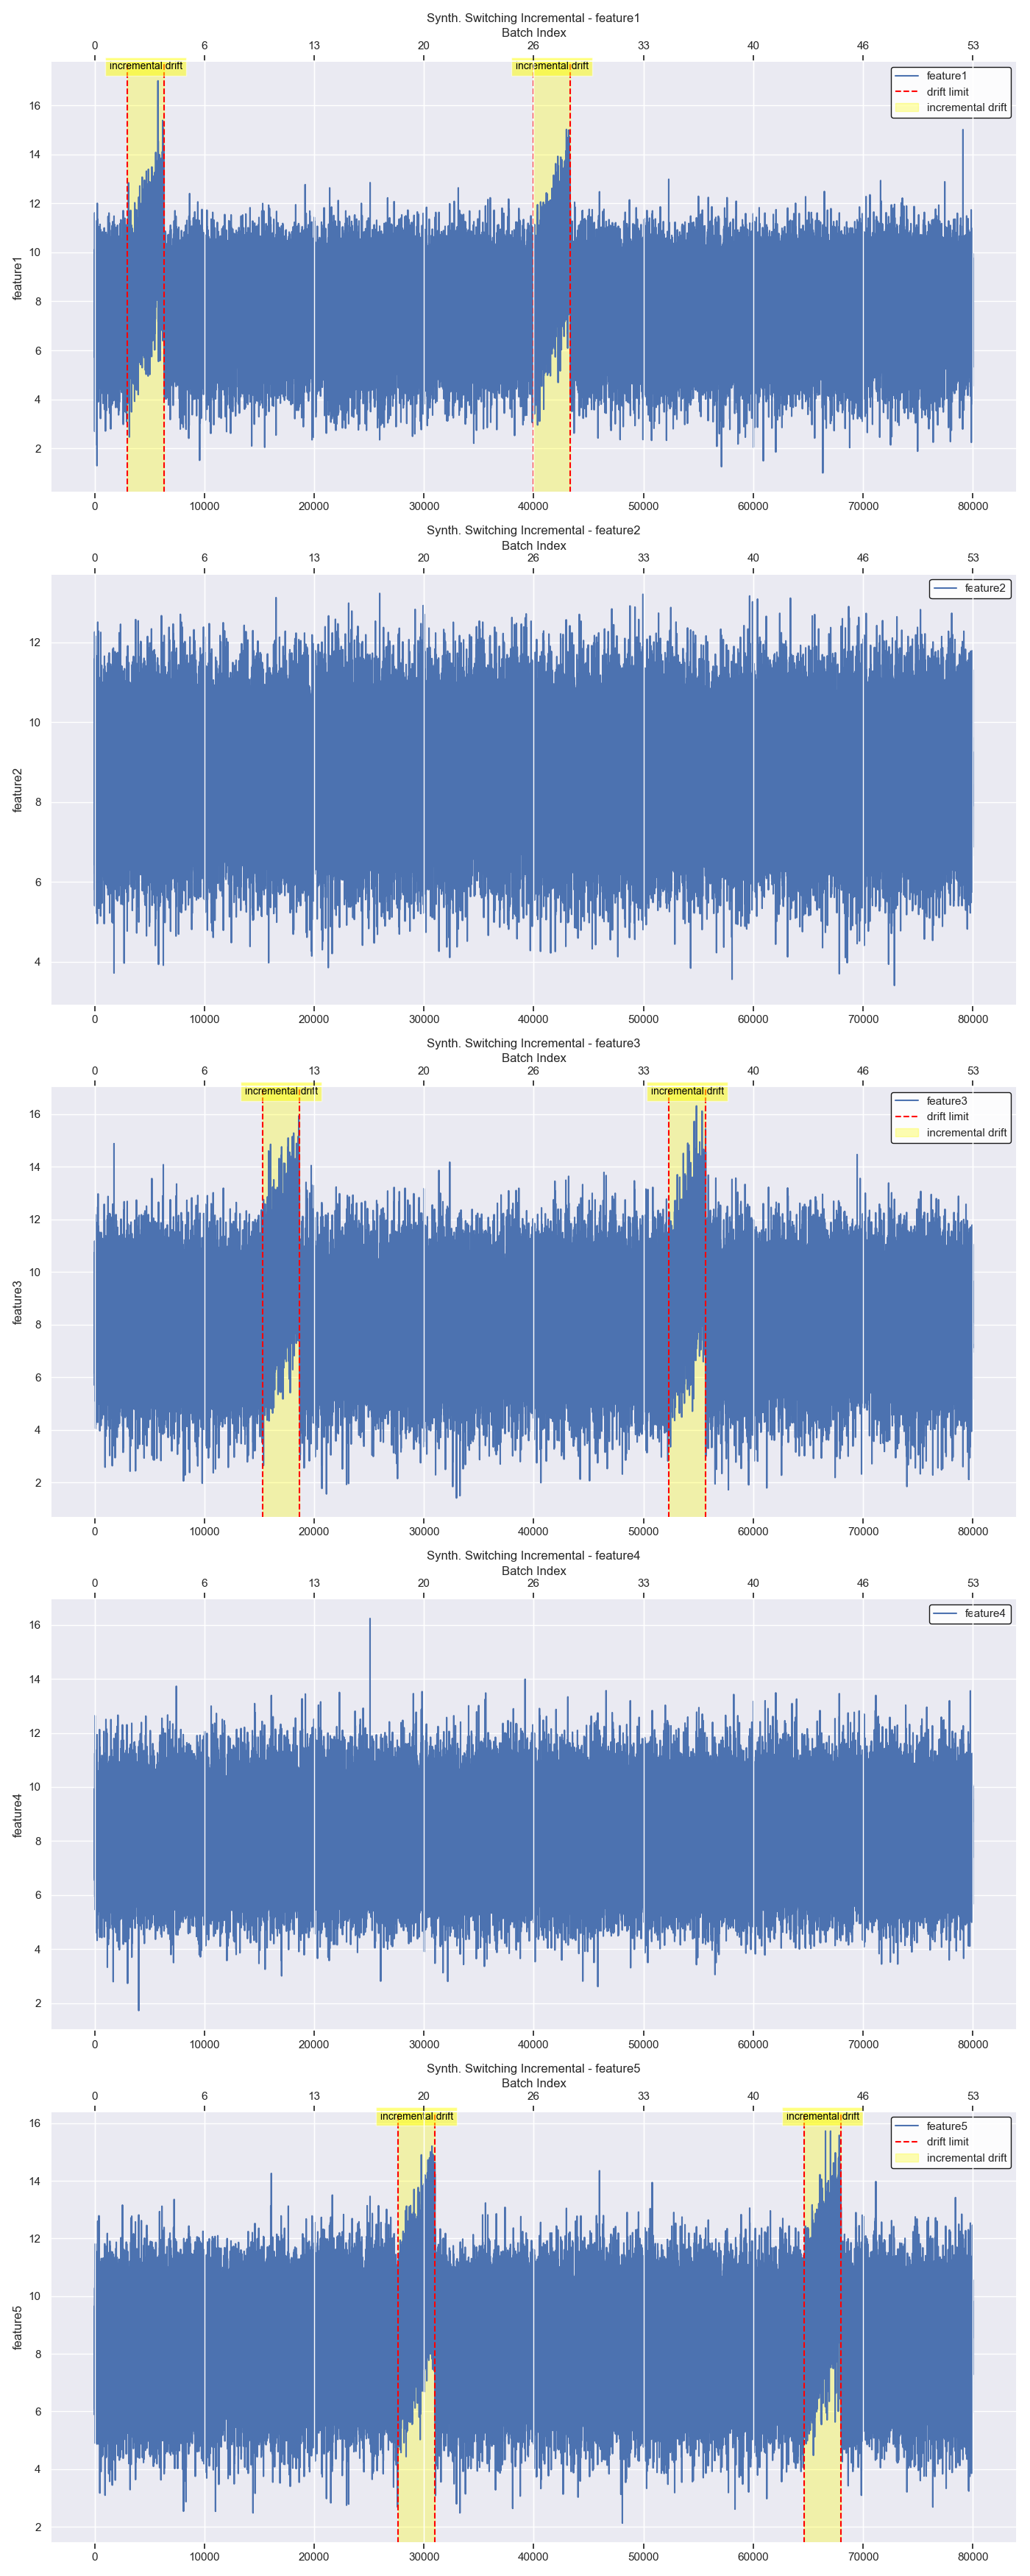 Synth. Switching Incremental - feature1
Batch Index
0 6 13 20 26 33 40 46 53
incremental drift incremental drift
feature1
drift limit
incremental drift
16
14
12
10
8
6
4
2
feature1
0 10000 20000 30000 40000 50000 60000 70000 80000
Synth. Switching Incremental - feature2
Batch Index
0 6 13 20 26 33 40 46 53
feature2
12
10
8
6
4
feature2
0 10000 20000 30000 40000 50000 60000 70000 80000
Synth. Switching Incremental - feature3
Batch Index
0 6 13 20 26 33 40 46 53
incremental drift incremental drift
feature3
drift limit
incremental drift
16
14
12
10
8
6
4
2
feature3
0 10000 20000 30000 40000 50000 60000 70000 80000
Synth. Switching Incremental - feature4
Batch Index
0 6 13 20 26 33 40 46 53
feature4
16
14
12
10
8
6
4
2
feature4
0 10000 20000 30000 40000 50000 60000 70000 80000
Synth. Switching Incremental - feature5
Batch Index
0 6 13 20 26 33 40 46 53
incremental drift incremental drift
feature5
drift limit
incremental drift
16
14
12
10
8
6
4
2
feature5
0 10000 20000 30000 40000 50000 60000 70000 80000